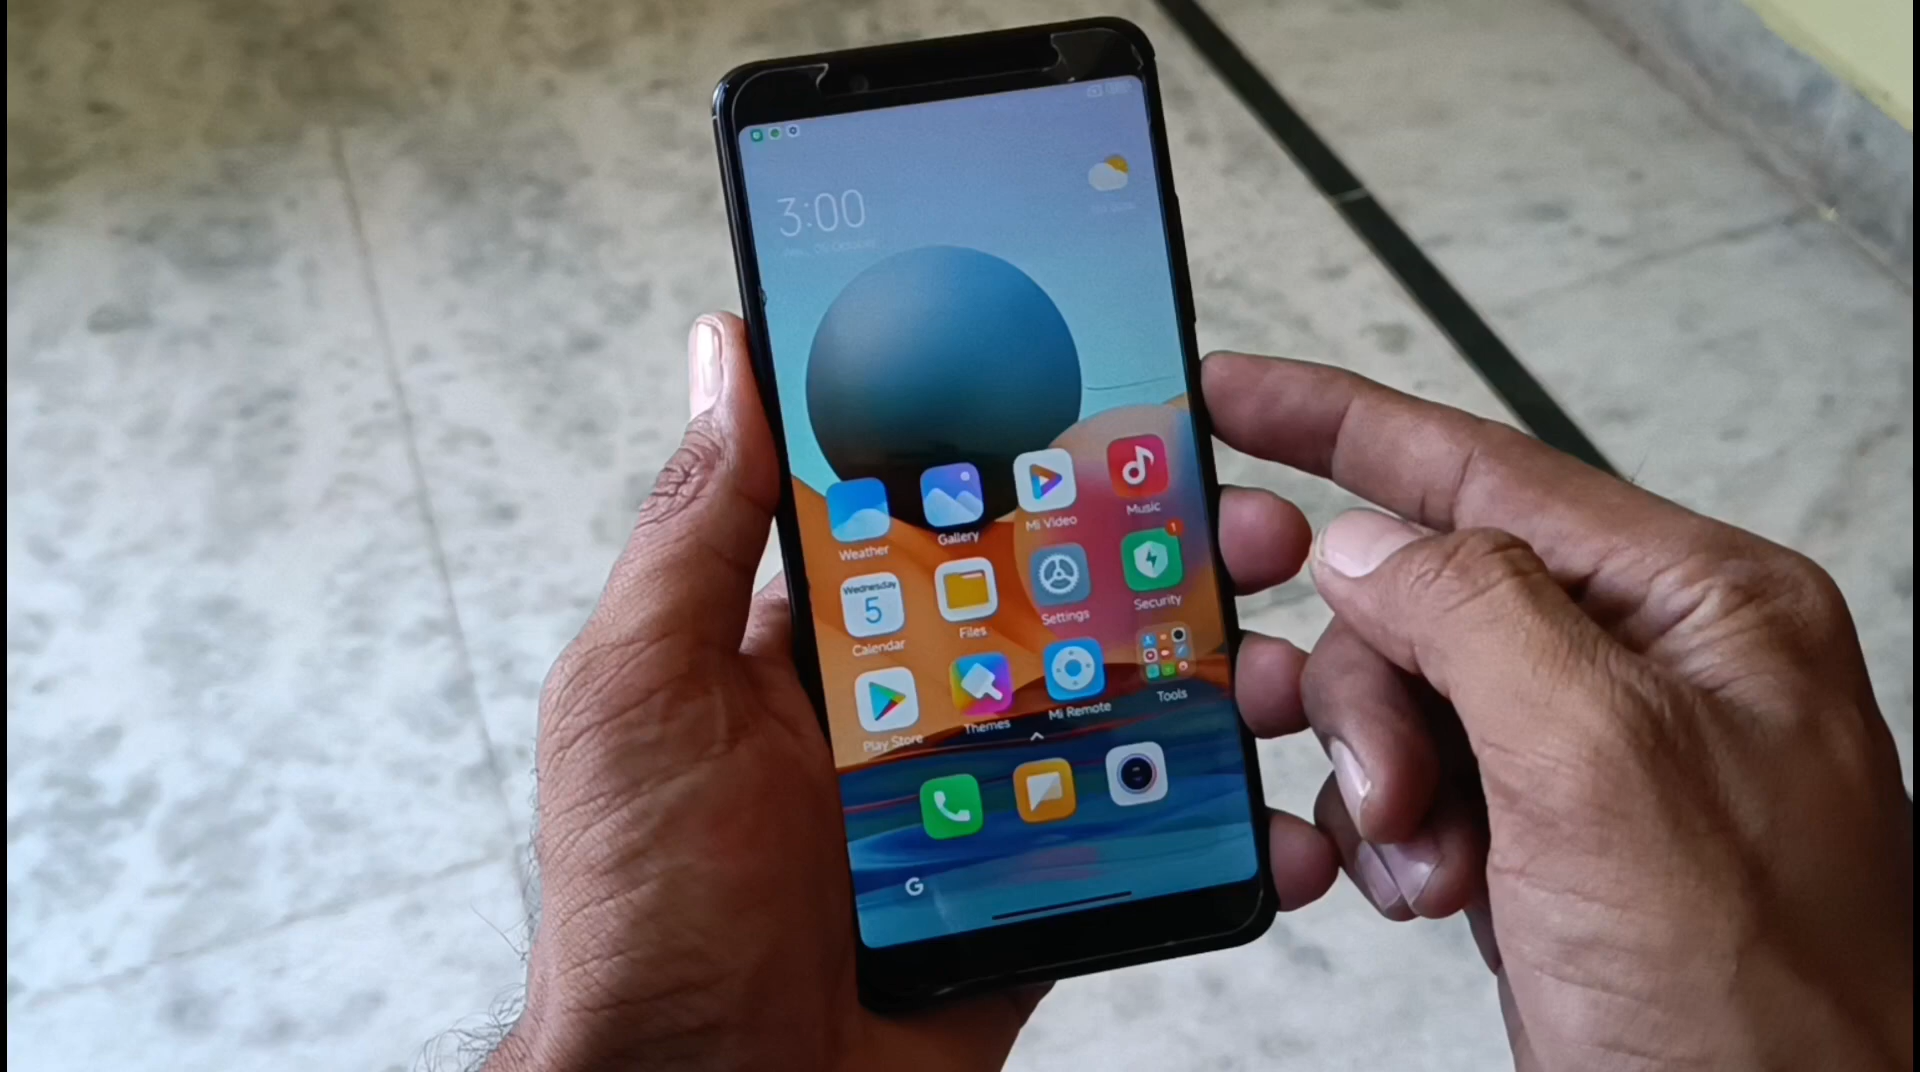 3:00
Weather
Gallery
Mi Video
Music
Wednesday
5
Calendar
Files
Settings
1
Security
Play Store
Themes
Mi Remote
Tools
G